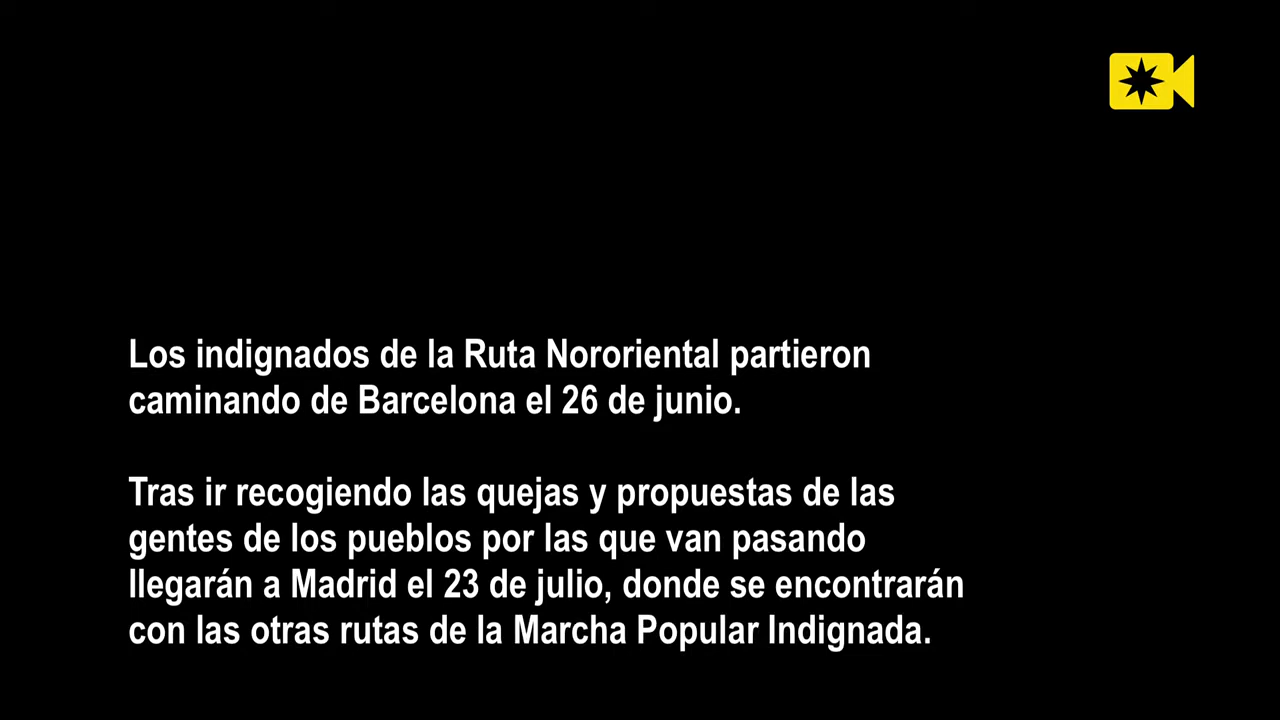 Los indignados de la Ruta Nororiental partieron
caminando de Barcelona el 26 de junio.
Tras ir recogiendo las quejas y propuestas de las
gentes de los pueblos por las que van pasando
llegarán a Madrid el 23 de julio, donde se encontrarán
con las otras rutas de la Marcha Popular Indignada.